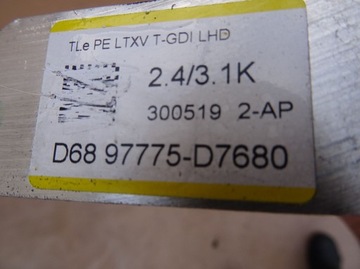 TLe PE LTXV T-GDI LHD
2.4/3.1K
300519 2-AP
D68 97775-D7680